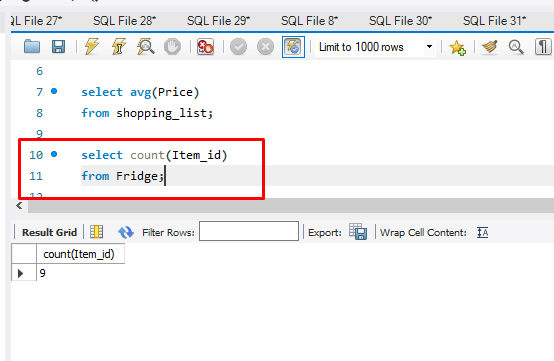 QL File 27* SQL File 28* SQL File 29* SQL File 8* SQL File 30* SQL File 31*
Limit to 1000 rows
6
7 select avg(Price)
8 from shopping_list;
9
10 select count(Item_id)
11 from Fridge;
Result Grid Filter Rows: Export: Wrap Cell Content: IA
count(Item_id)
9